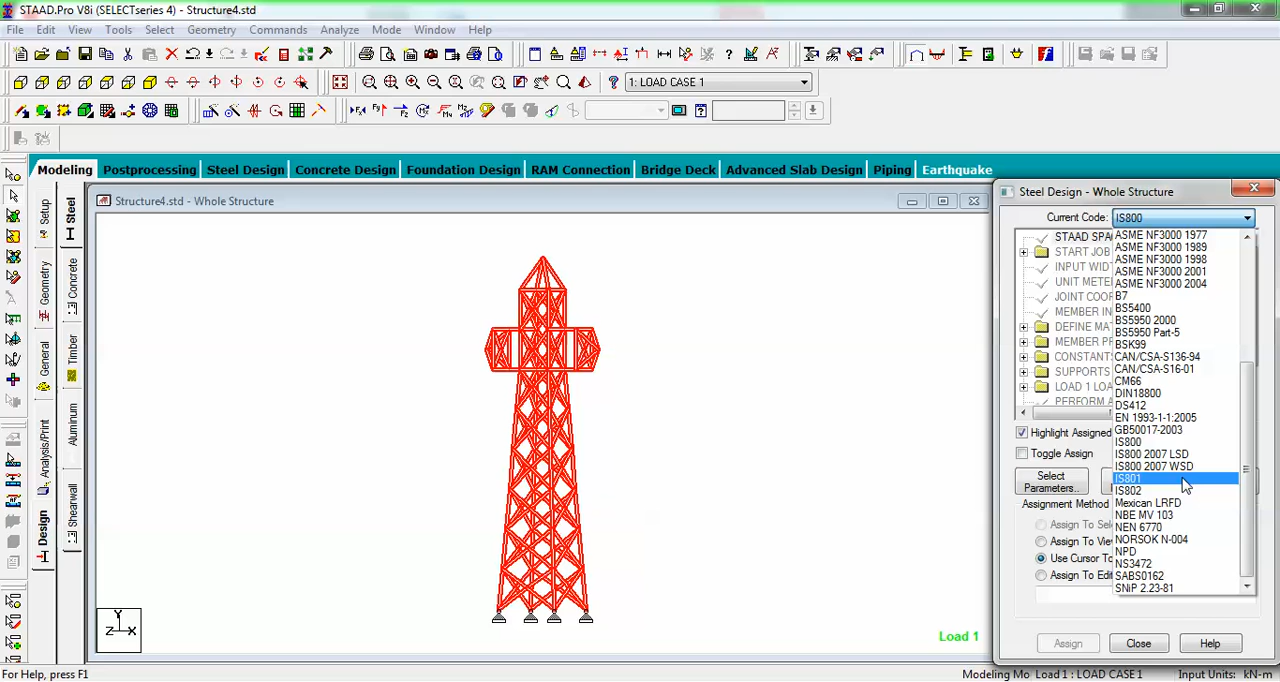 STAAD.Pro V8i (SELECTseries 4) - Structure4.std
File Edit View Tools Select Geometry Commands Analyze Mode Window Help
1: LOAD CASE 1
Modeling Postprocessing Steel Design Concrete Design Foundation Design RAM Connection Bridge Deck Advanced Slab Design Piping Earthquake
Setup
Geometry
General
Analysis/Print
Design
Steel
Concrete
Timber
Aluminum
Shearwall
Structure4.std - Whole Structure
Y
Z X
Load 1
Steel Design - Whole Structure
Current Code: IS800
STAAD SPA
START JOB
INPUT WIDT
UNIT METE
JOINT COOR
MEMBER IN
DEFINE MA
MEMBER PR
CONSTANTS
SUPPORTS
LOAD 1 LOA
PERFORM A
ASME NF3000 1977
ASME NF3000 1989
ASME NF3000 1998
ASME NF3000 2001
ASME NF3000 2004
B7
BS5400
BS5950 2000
BS5950 Part-5
BSK99
CAN/CSA-S136-94
CAN/CSA-S16-01
CM66
DIN18800
DS412
EN 1993-1-1:2005
GB50017-2003
IS800
IS800 2007 LSD
IS800 2007 WSD
IS801
IS802
Mexican LRFD
NBE MV 103
NEN 6770
NORSOK N-004
NPD
NS3472
SABS0162
SNiP 2.23-81
Highlight Assigned
Toggle Assign
Select
Parameters..
Assignment Method
Assign To Sel
Assign To Vie
Use Cursor To
Assign To Edi
Assign Close Help
For Help, press F1
Modeling Mo Load 1 : LOAD CASE 1 Input Units: kN-m